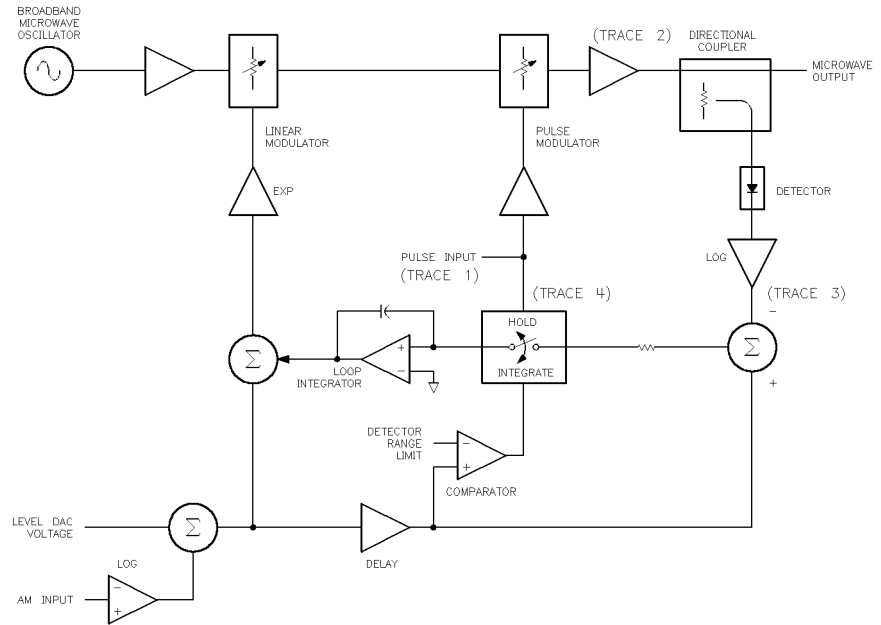 BROADBAND
MICROWAVE
OSCILLATOR
(TRACE 2)
DIRECTIONAL
COUPLER
MICROWAVE
OUTPUT
LINEAR
MODULATOR
PULSE
MODULATOR
EXP
DETECTOR
LOG
PULSE INPUT
(TRACE 1)
(TRACE 4)
(TRACE 3)
−
HOLD
Σ
+
−
LOOP
INTEGRATOR
INTEGRATE
Σ
+
DETECTOR
RANGE
LIMIT
−
+
COMPARATOR
LEVEL DAC
VOLTAGE
Σ
DELAY
LOG
AM INPUT
−
+